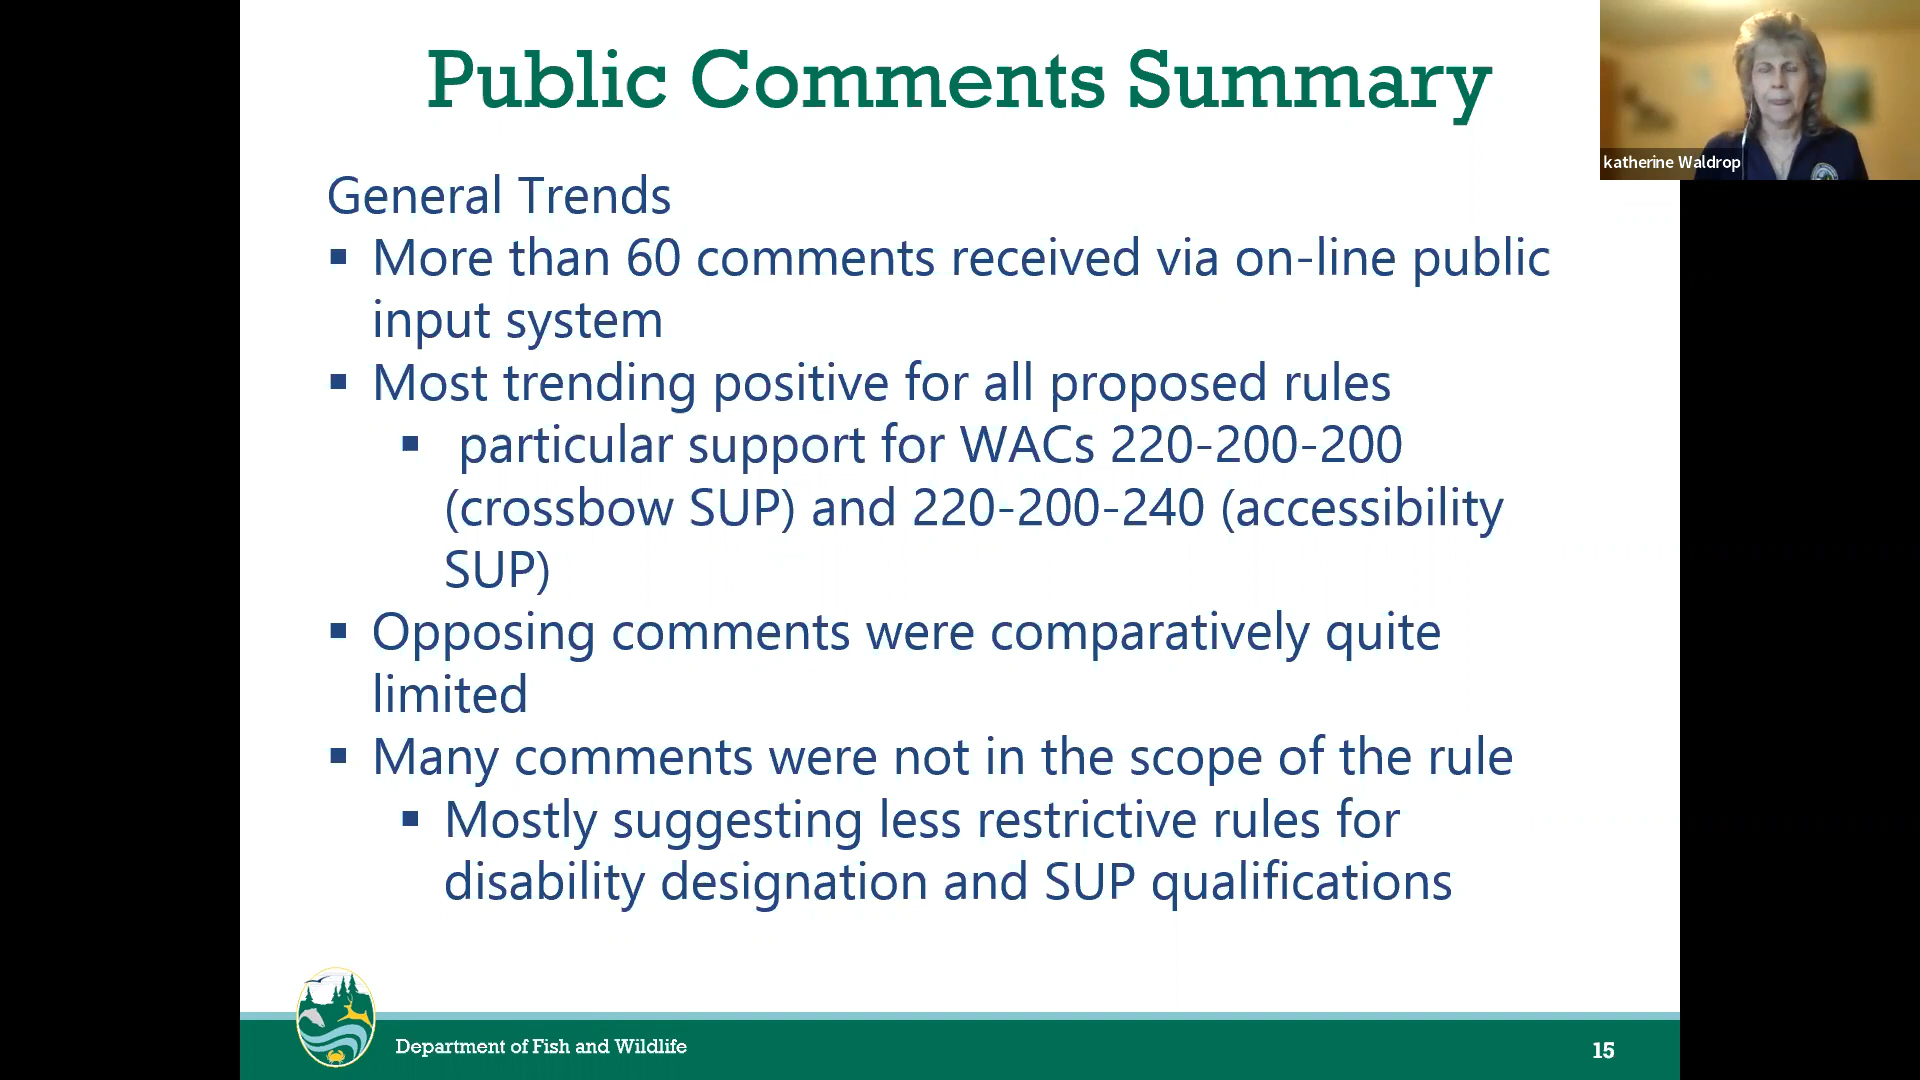 Public Comments Summary
katherine Waldrop
General Trends
▪ More than 60 comments received via on-line public
input system
▪ Most trending positive for all proposed rules
▪ particular support for WACs 220-200-200
(crossbow SUP) and 220-200-240 (accessibility
SUP)
▪ Opposing comments were comparatively quite
limited
▪ Many comments were not in the scope of the rule
▪ Mostly suggesting less restrictive rules for
disability designation and SUP qualifications
Department of Fish and Wildlife
15